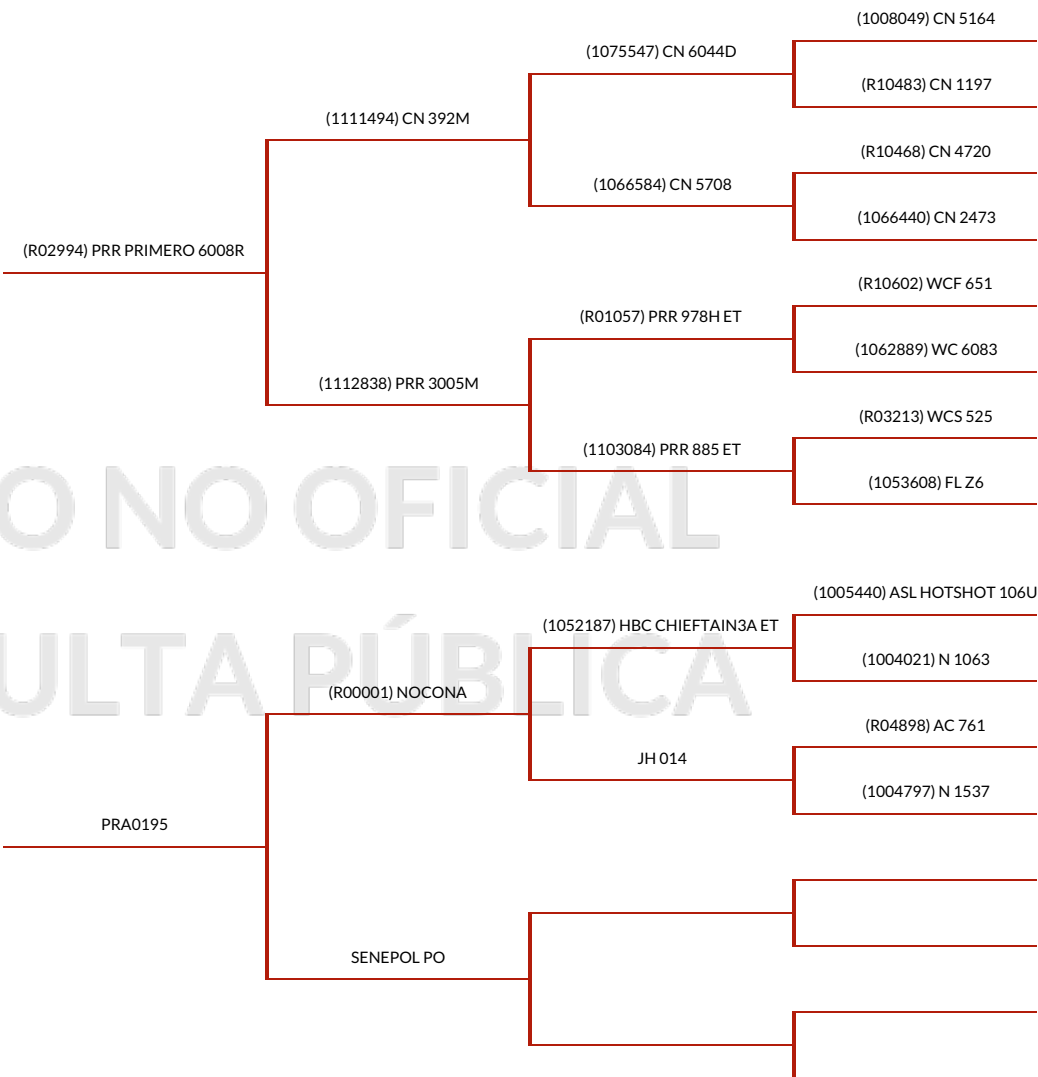 (1008049) CN 5164
(1075547) CN 6044D
(R10483) CN 1197
(1111494) CN 392M
(R10468) CN 4720
(1066584) CN 5708
(1066440) CN 2473
(R02994) PRR PRIMERO 6008R
(R10602) WCF 651
(R01057) PRR 978H ET
(1062889) WC 6083
(1112838) PRR 3005M
(R03213) WCS 525
(1103084) PRR 885 ET
(1053608) FL Z6
O NO OFICIAL
(1005440) ASL HOTSHOT 106U
(1052187) HBC CHIEFTAIN3A ET
(1004021) N 1063
ULTA PÚBLICA
(R00001) NOCONA
(R04898) AC 761
JH 014
(1004797) N 1537
PRA0195
SENEPOL PO